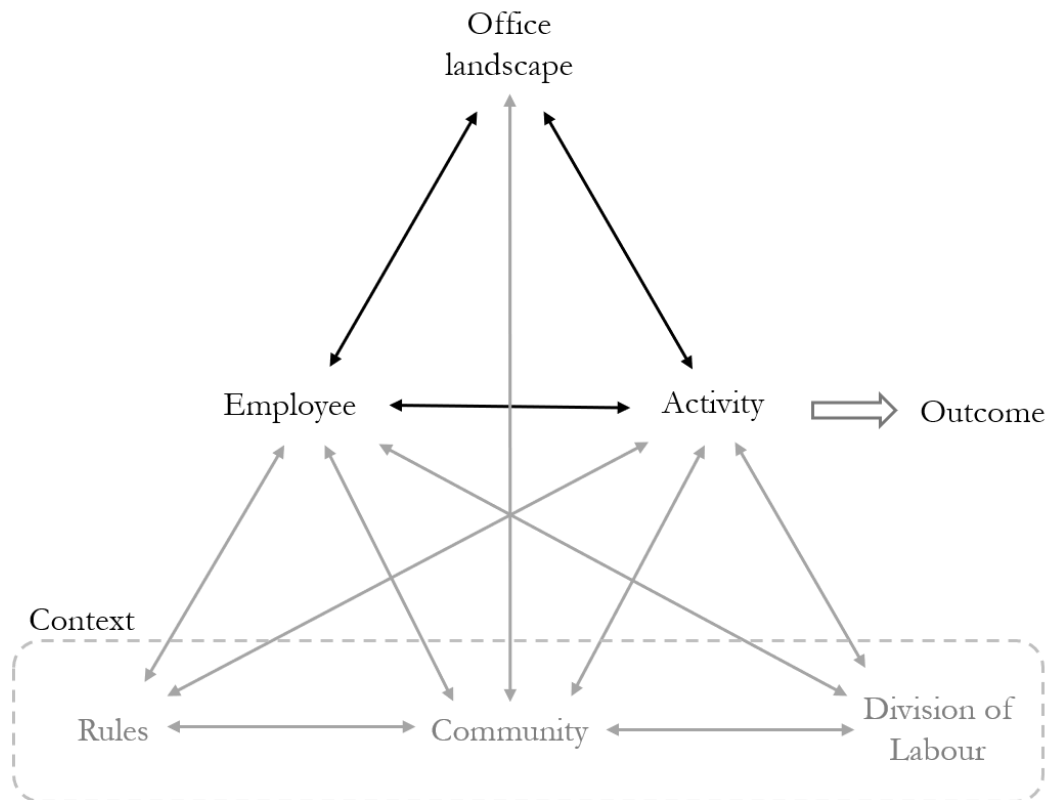 Office
landscape
Employee
Activity
Outcome
Context
Rules
Community
Division of
Labour